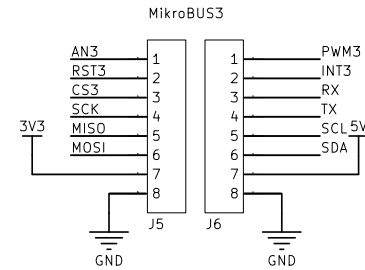 MikroBUS3
AN3 1 1 PWM3
RST3 2 2 INT3
CS3 3 3 RX
SCK 4 4 TX
3V3 MISO 5 5 SCL 5V
MOSI 6 6 SDA
7 7
8 8
J5 J6
GND GND